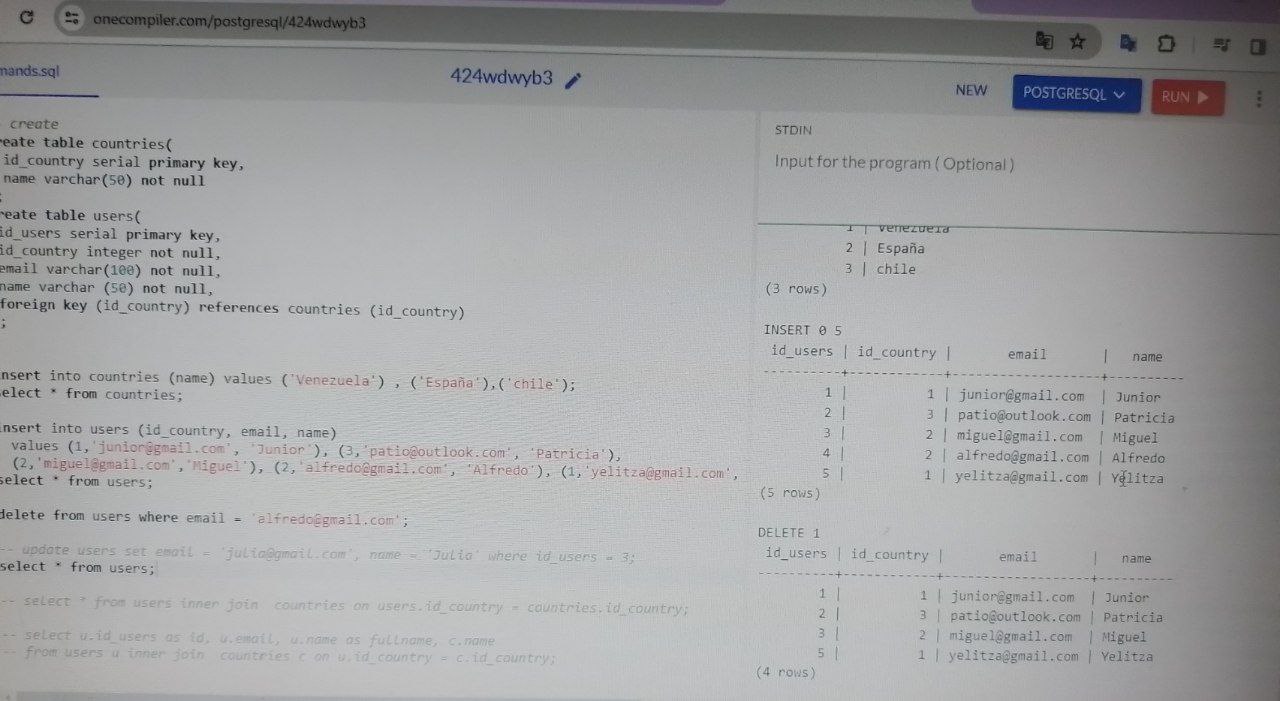 onecompiler.com/postgresql/424wdwyb3
mands.sql
424wdwyb3
NEW
POSTGRESQL
RUN
create
reate table countries(
id_country serial primary key,
name varchar(50) not null
;
reate table users(
id_users serial primary key,
id_country integer not null,
email varchar(100) not null,
name varchar (50) not null,
foreign key (id_country) references countries (id_country)
;
nsert into countries (name) values ('Venezuela') , ('España'),('chile');
elect * from countries;
nsert into users (id_country, email, name)
values (1,'junior@gmail.com', 'Junior'), (3,'patio@outlook.com', 'Patricia'),
(2,'miguel@gmail.com','Miguel'), (2,'alfredo@gmail.com', 'Alfredo'), (1,'yelitza@gmail.com',
select * from users;
delete from users where email = 'alfredo@gmail.com';
-- update users set email = 'julia@gmail.com', name = 'Julia' where id_users = 3;
select * from users;
-- select * from users inner join countries on users.id_country = countries.id_country;
-- select u.id_users as id, u.email, u.name as fullname, c.name
-- from users u inner join countries c on u.id_country = c.id_country;
STDIN
Input for the program ( Optional )
1 | Venezuela
2 | España
3 | chile
(3 rows)
INSERT 0 5
id_users | id_country | email | name
----------+------------+-------------------+----------
1 | 1 | junior@gmail.com | Junior
2 | 3 | patio@outlook.com | Patricia
3 | 2 | miguel@gmail.com | Miguel
4 | 2 | alfredo@gmail.com | Alfredo
5 | 1 | yelitza@gmail.com | Yelitza
(5 rows)
DELETE 1
id_users | id_country | email | name
----------+------------+-------------------+----------
1 | 1 | junior@gmail.com | Junior
2 | 3 | patio@outlook.com | Patricia
3 | 2 | miguel@gmail.com | Miguel
5 | 1 | yelitza@gmail.com | Yelitza
(4 rows)